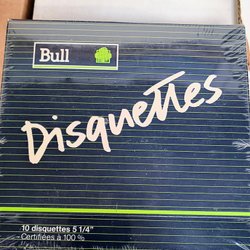 Bull
Disquettes
10 disquettes 5 1/4"
- Certifiées à 100 %